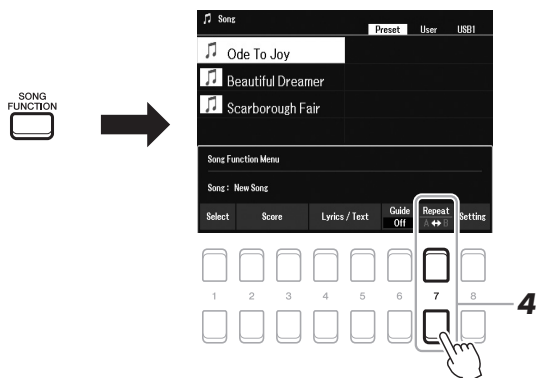 Song
Preset User USB1
Ode To Joy
Beautiful Dreamer
Scarborough Fair
SONG
FUNCTION
Song Function Menu
Song : New Song
Select Score Lyrics / Text Guide Off Repeat A ↔ B Setting
1 2 3 4 5 6 7 8
4